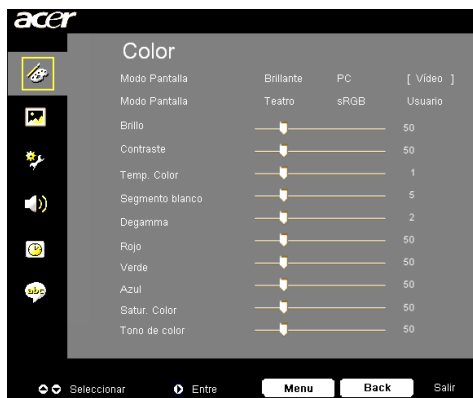 acer
Color
Modo Pantalla Brillante PC [ Vídeo ]
Modo Pantalla Teatro sRGB Usuario
Brillo 50
Contraste 50
Temp. Color 1
Segmento blanco 5
Degamma 2
Rojo 50
Verde 50
Azul 50
Satur. Color 50
Tono de color 50
abc
Seleccionar Entre Menu Back Salir